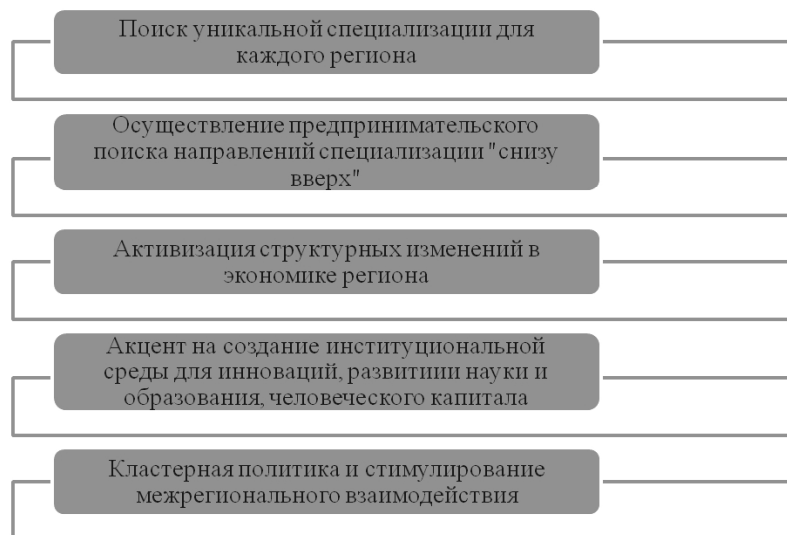 Поиск уникальной специализации для
каждого региона
Осуществление предпринимательского
поиска направлений специализации "снизу
вверх"
Активизация структурных изменений в
экономике региона
Акцент на создание институциональной
среды для инноваций, развитиии науки и
образования, человеческого капитала
Кластерная политика и стимулирование
межрегионального взаимодействия